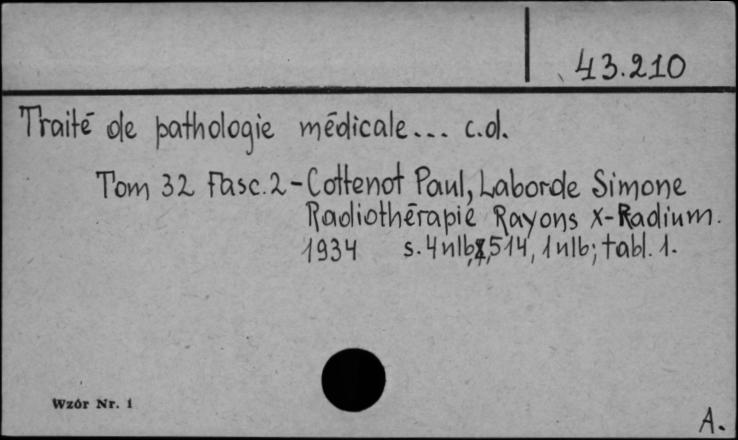 43.210
Traité de pathologie médicale... c.d.
Tom 32 Fasc. 2 - Cottenot Paul, Laborde Simone
Radiothérapie Rayons X-Radium.
1934 s. 4 nlb, 514, 1 nlb; tabl. 1.
Wzór Nr. 1
A.